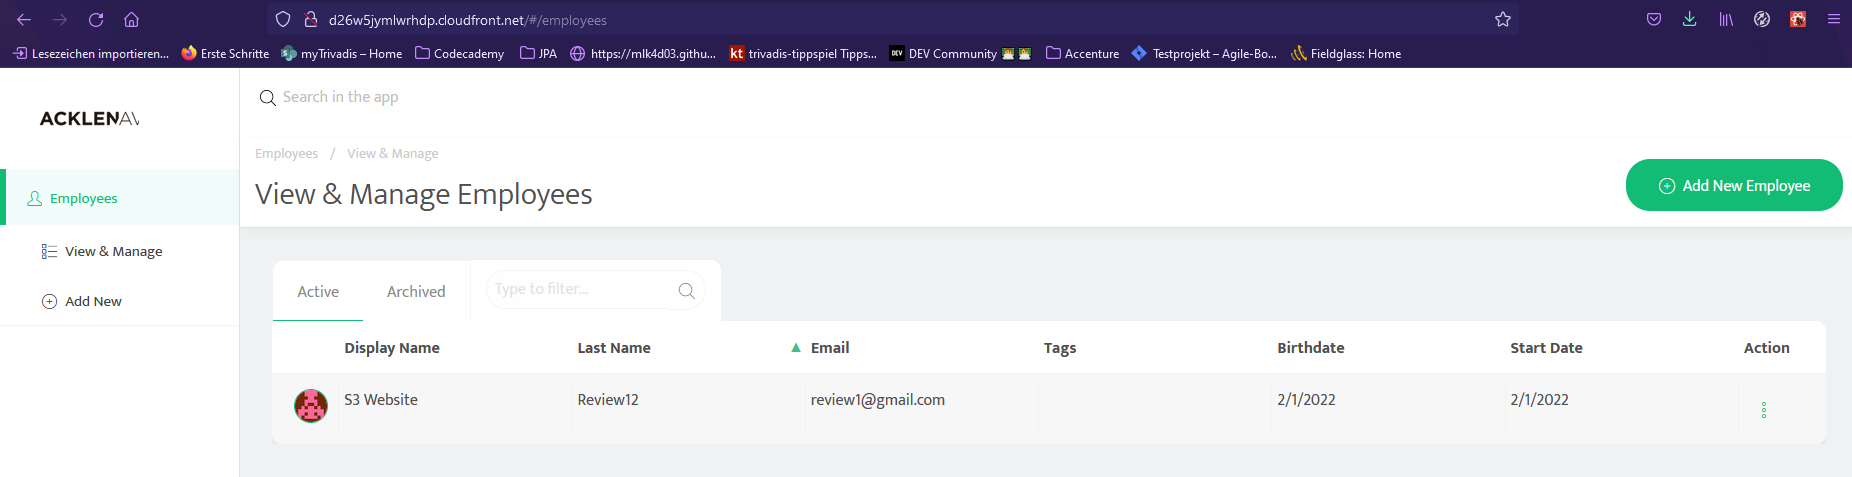 d26w5jymlwrhdp.cloudfront.net/#/employees
Lesezeichen importieren... Erste Schritte myTrivadis – Home Codecademy JPA https://mlk4d03.githu... kt trivadis-tippspiel Tipps... DEV DEV Community Accenture Testprojekt – Agile-Bo... Fieldglass: Home
ACKLENAV
Search in the app
Employees / View & Manage
View & Manage Employees
Add New Employee
Employees
View & Manage
Add New
Active Archived Type to filter...
Display Name Last Name ▲ Email Tags Birthdate Start Date Action
S3 Website Review12 review1@gmail.com 2/1/2022 2/1/2022